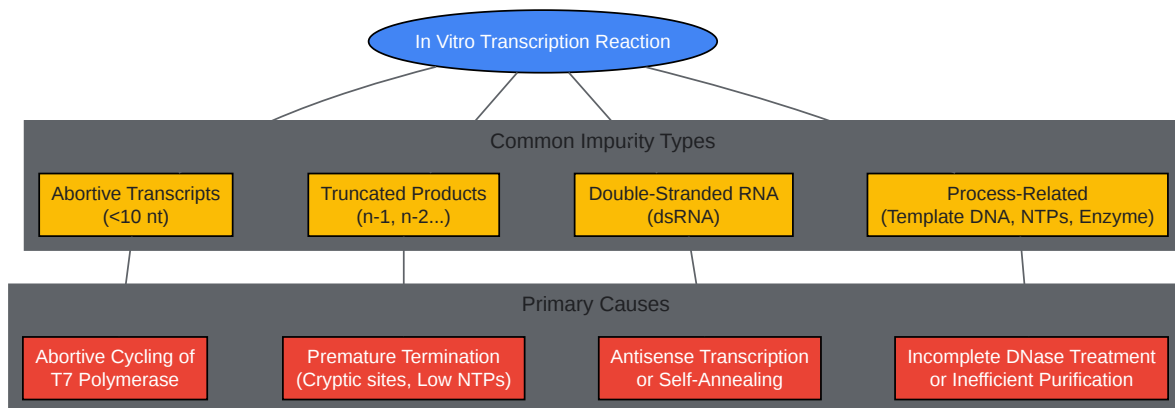 In Vitro Transcription Reaction
Common Impurity Types
Abortive Transcripts
(<10 nt)
Truncated Products
(n-1, n-2...)
Double-Stranded RNA
(dsRNA)
Process-Related
(Template DNA, NTPs, Enzyme)
Primary Causes
Abortive Cycling of
T7 Polymerase
Premature Termination
(Cryptic sites, Low NTPs)
Antisense Transcription
or Self-Annealing
Incomplete DNase Treatment
or Inefficient Purification